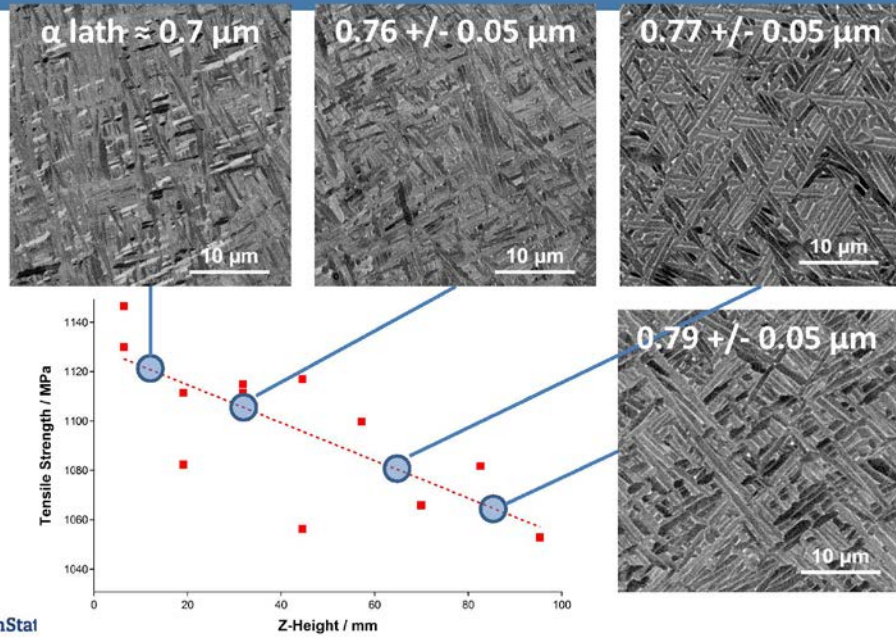 α lath ≈ 0.7 µm
0.76 +/- 0.05 µm
0.77 +/- 0.05 µm
10 µm
10 µm
10 µm
0.79 +/- 0.05 µm
10 µm
Tensile Strength / MPa
1140
1120
1100
1080
1060
1040
0 20 40 60 80 100
Z-Height / mm
nStat